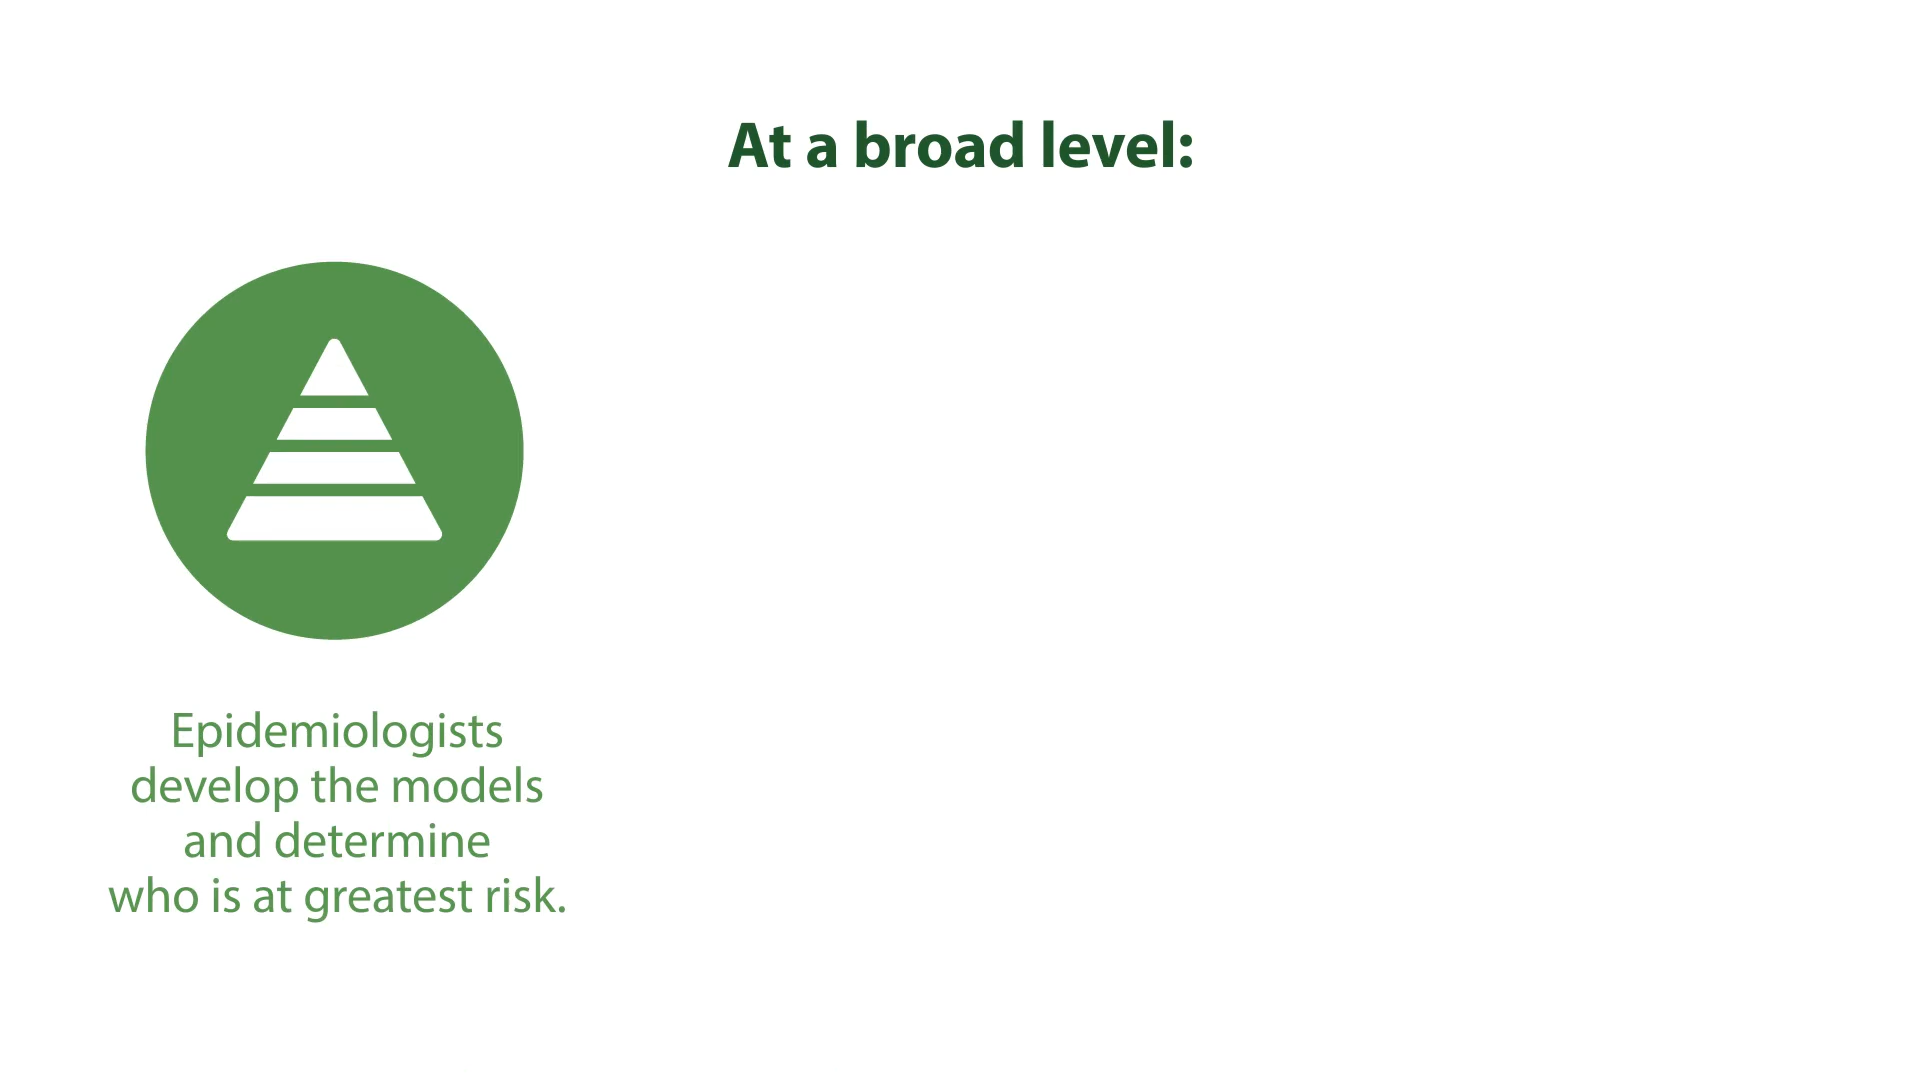 At a broad level:
Epidemiologists
develop the models
and determine
who is at greatest risk.